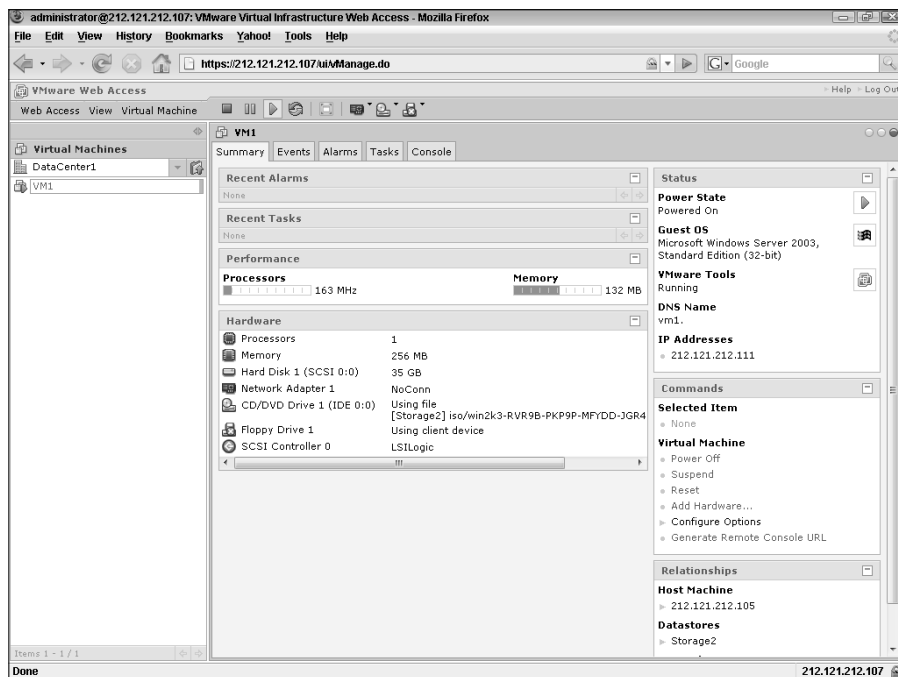 administrator@212.121.212.107: VMware Virtual Infrastructure Web Access - Mozilla Firefox
File Edit View History Bookmarks Yahoo! Tools Help
https://212.121.212.107/ui/vManage.do
G Google
VMware Web Access
Help Log Out
Web Access View Virtual Machine
Virtual Machines
DataCenter1
VM1
Items 1 - 1 / 1
VM1
Summary Events Alarms Tasks Console
Recent Alarms
None
Recent Tasks
None
Performance
Processors Memory
163 MHz 132 MB
Hardware
Processors 1
Memory 256 MB
Hard Disk 1 (SCSI 0:0) 35 GB
Network Adapter 1 NoConn
CD/DVD Drive 1 (IDE 0:0) Using file
[Storage2] iso/win2k3-RVR9B-PKP9P-MFYDD-JGR4
Floppy Drive 1 Using client device
SCSI Controller 0 LSILogic
Status
Power State
Powered On
Guest OS
Microsoft Windows Server 2003,
Standard Edition (32-bit)
VMware Tools
Running
DNS Name
vm1.
IP Addresses
212.121.212.111
Commands
Selected Item
None
Virtual Machine
Power Off
Suspend
Reset
Add Hardware...
Configure Options
Generate Remote Console URL
Relationships
Host Machine
212.121.212.105
Datastores
Storage2
Done 212.121.212.107